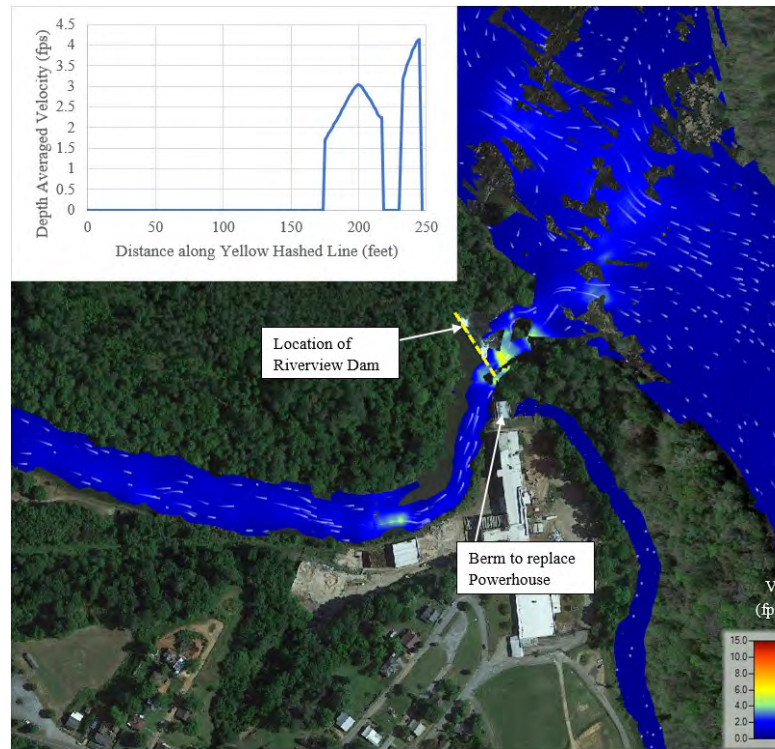 4.5
4
3.5
3
2.5
2
1.5
1
0.5
0
Depth Averaged Velocity (fps)
0 50 100 150 200 250
Distance along Yellow Hashed Line (feet)
Location of
Riverview Dam
Berm to replace
Powerhouse
V
(fp
15.0
10.0
8.0
6.0
4.0
2.0
0.0